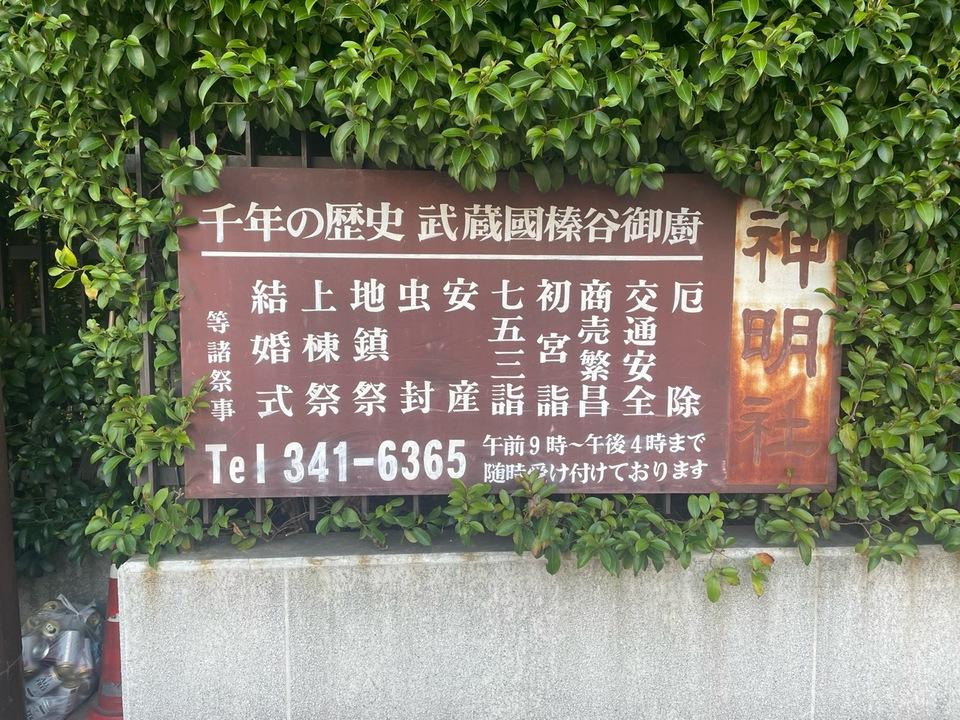 千年の歴史 武蔵國榛谷御廚
神明社
厄除
交通安全
商売繁昌
初宮詣
七五三詣
安産
虫封
地鎮祭
上棟祭
結婚式
等諸祭事
Tel 341-6365
午前9時~午後4時まで
随時受け付けております